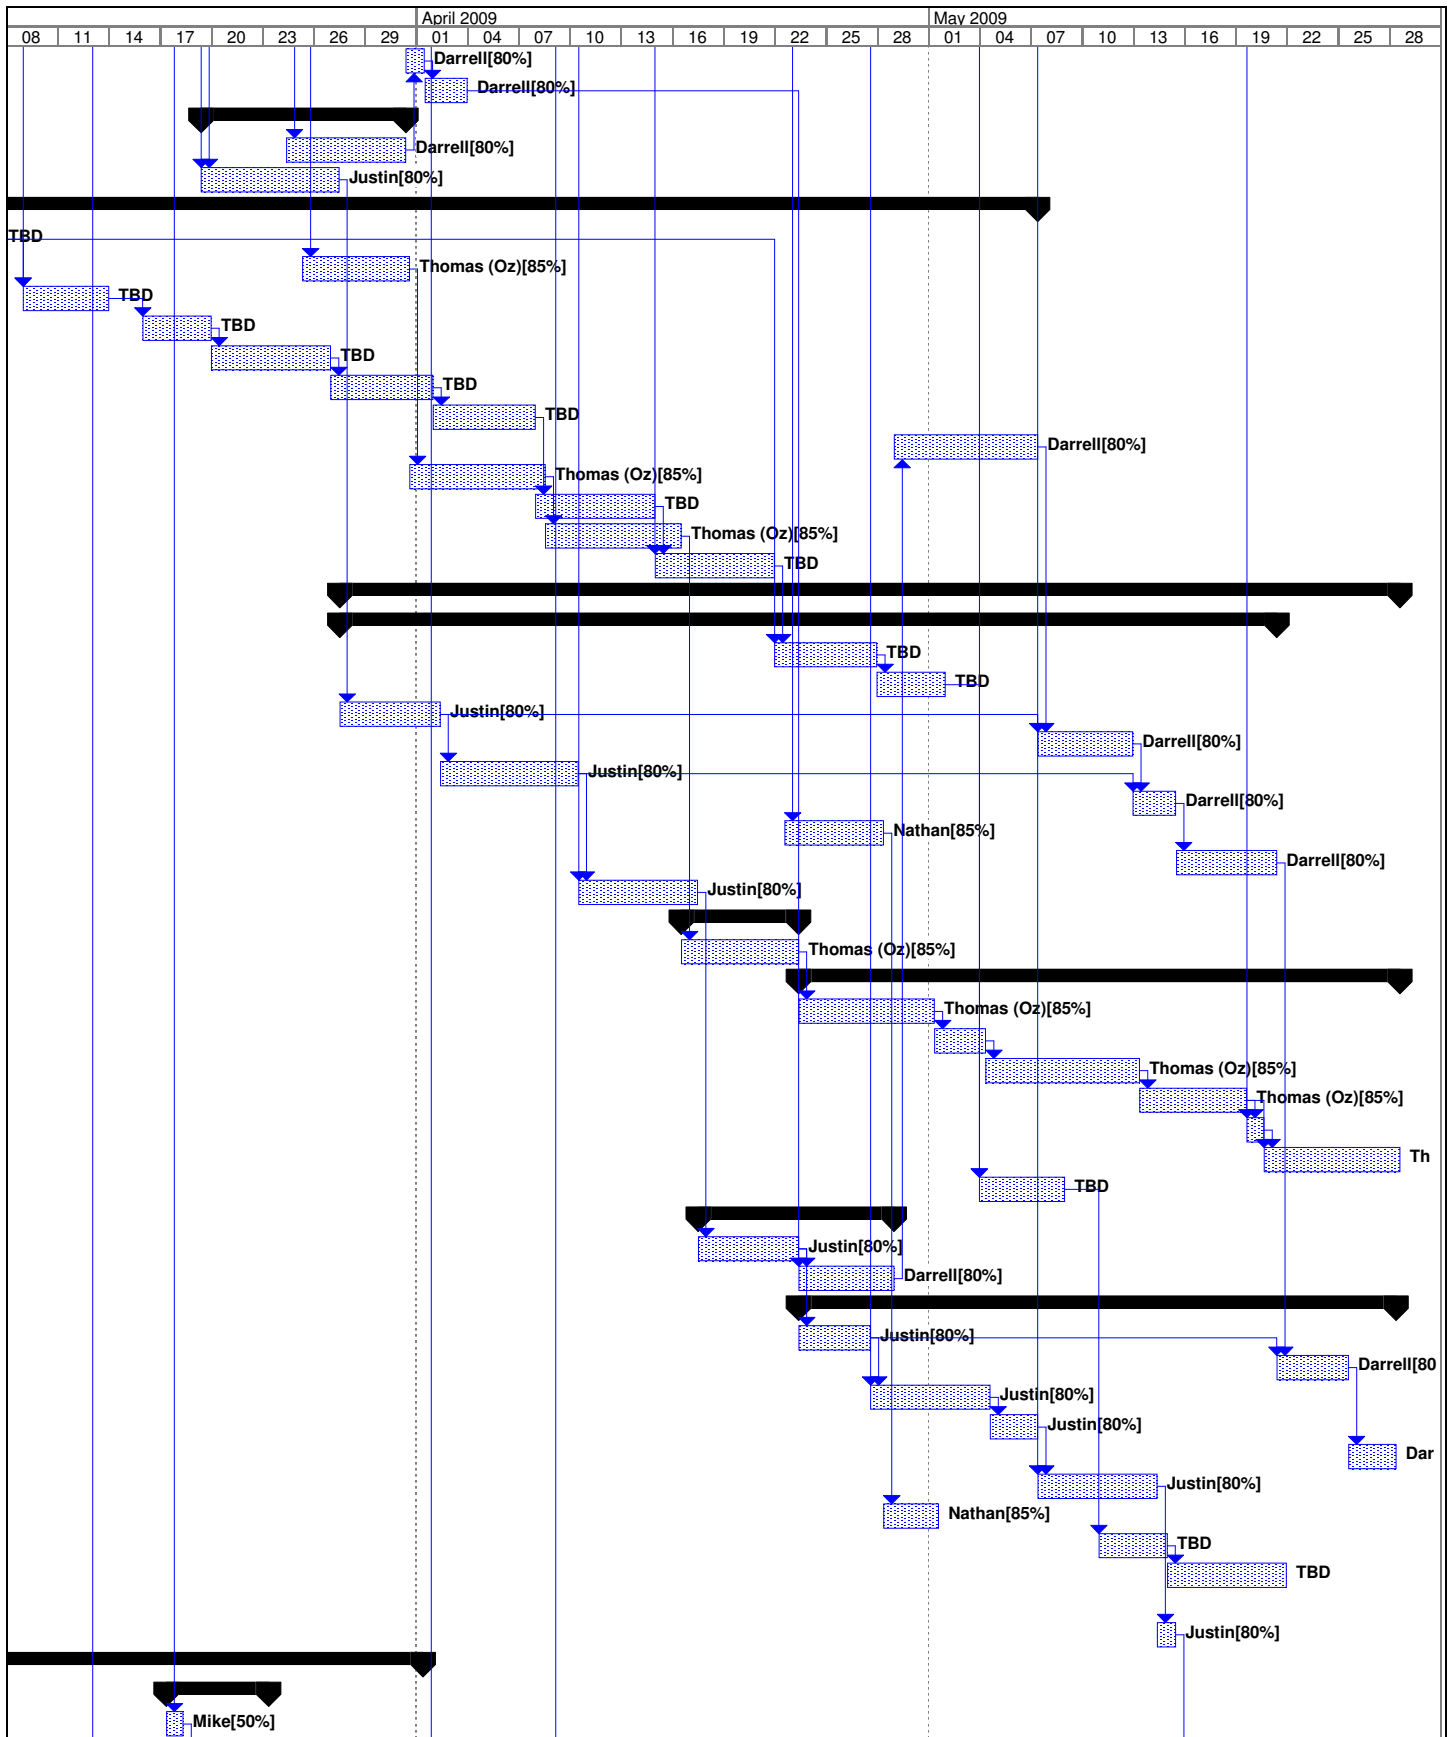 April 2009 May 2009
08 11 14 17 20 23 26 29 01 04 07 10 13 16 19 22 25 28 01 04 07 10 13 16 19 22 25 28
Darrell[80%]
Darrell[80%]
Darrell[80%]
Justin[80%]
TBD
Thomas (Oz)[85%]
TBD
TBD
TBD
TBD
TBD
Darrell[80%]
Thomas (Oz)[85%]
TBD
Thomas (Oz)[85%]
TBD
TBD
TBD
Justin[80%]
Darrell[80%]
Justin[80%]
Darrell[80%]
Nathan[85%]
Darrell[80%]
Justin[80%]
Thomas (Oz)[85%]
Thomas (Oz)[85%]
Thomas (Oz)[85%]
Thomas (Oz)[85%]
Th
TBD
Justin[80%]
Darrell[80%]
Justin[80%]
Darrell[80
Justin[80%]
Justin[80%]
Dar
Justin[80%]
Nathan[85%]
TBD
TBD
Justin[80%]
Mike[50%]